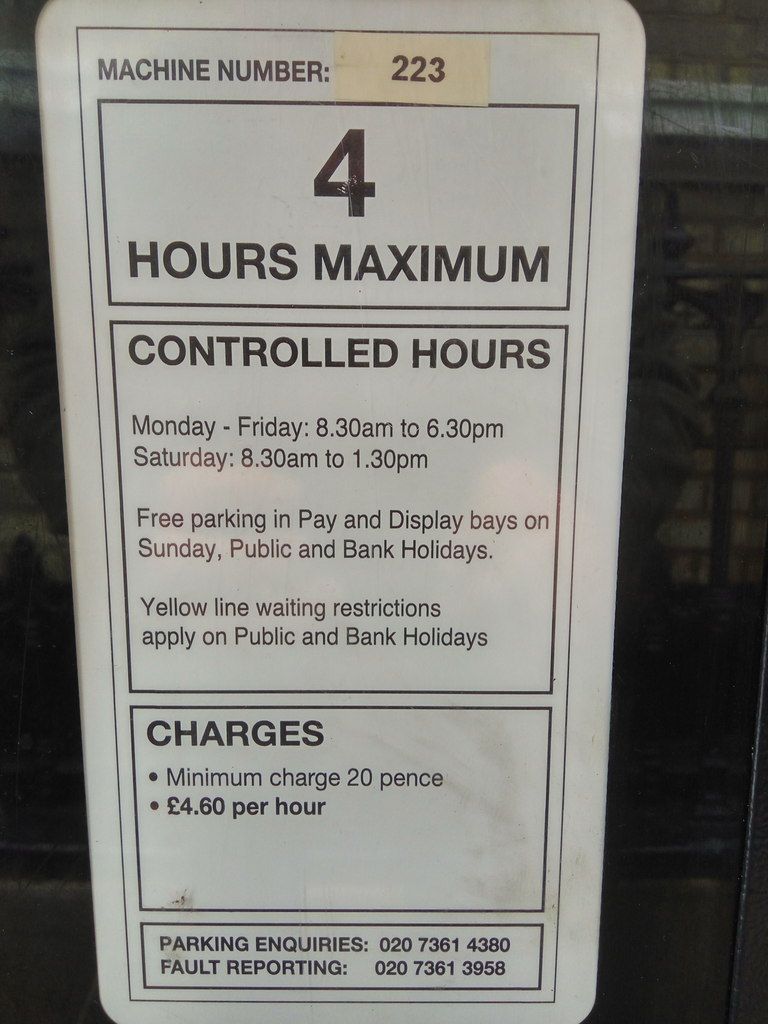 MACHINE NUMBER: 223
4
HOURS MAXIMUM
CONTROLLED HOURS
Monday - Friday: 8.30am to 6.30pm
Saturday: 8.30am to 1.30pm
Free parking in Pay and Display bays on
Sunday, Public and Bank Holidays.
Yellow line waiting restrictions
apply on Public and Bank Holidays
CHARGES
• Minimum charge 20 pence
• £4.60 per hour
PARKING ENQUIRIES: 020 7361 4380
FAULT REPORTING: 020 7361 3958